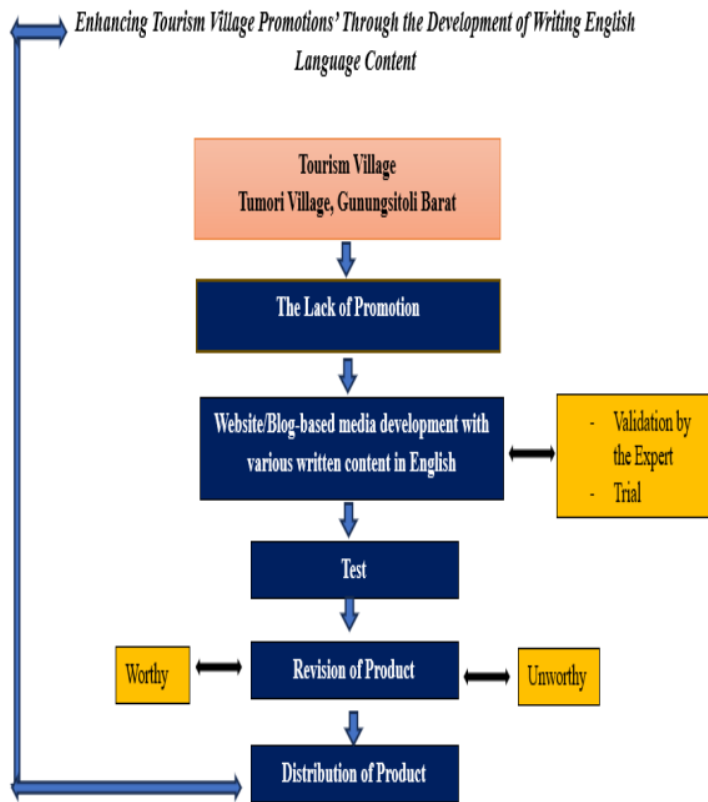 Enhancing Tourism Village Promotions’ Through the Development of Writing English
Language Content
Tourism Village
Tumori Village, Gunungsitoli Barat
The Lack of Promotion
Website/Blog-based media development with
various written content in English
- Validation by
the Expert
- Trial
Test
Worthy
Revision of Product
Unworthy
Distribution of Product